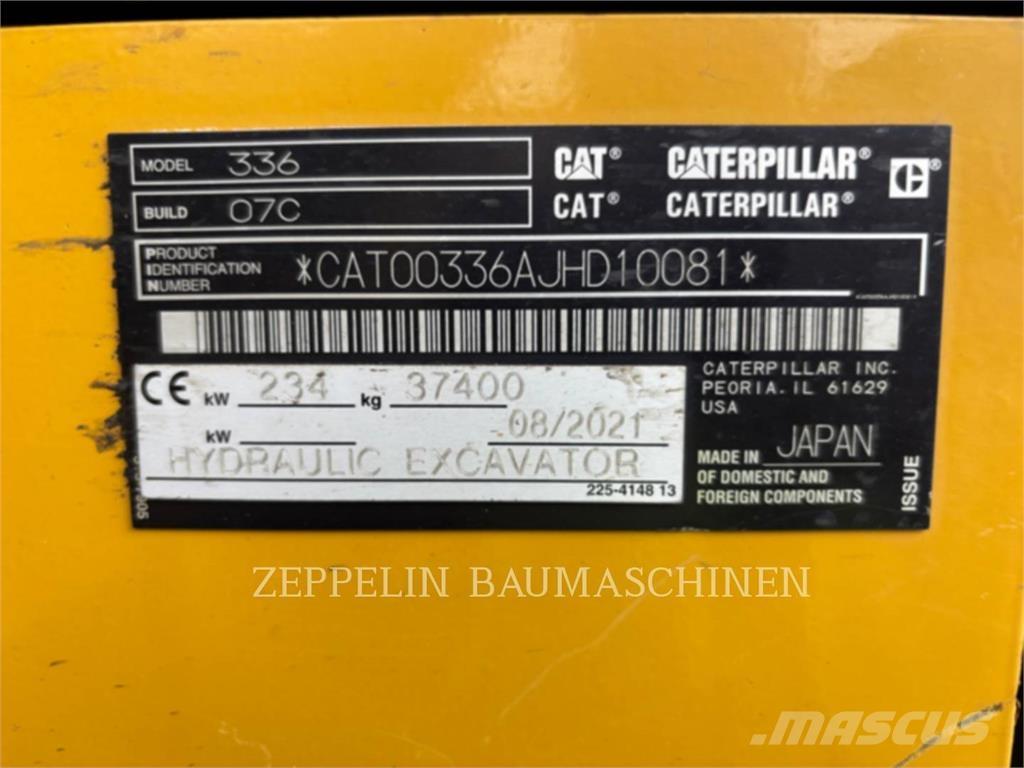 MODEL 336
BUILD 07C
CAT® CATERPILLAR® ®
CAT® CATERPILLAR®
PRODUCT
IDENTIFICATION
NUMBER
*CAT00336AJHD10081*
CE kW 234 kg 37400
kW 08/2021
HYDRAULIC EXCAVATOR
225-4148 13
CATERPILLAR INC.
PEORIA, IL 61629
USA
MADE IN JAPAN
OF DOMESTIC AND
FOREIGN COMPONENTS
ISSUE
ZEPPELIN BAUMASCHINEN
MASCUS